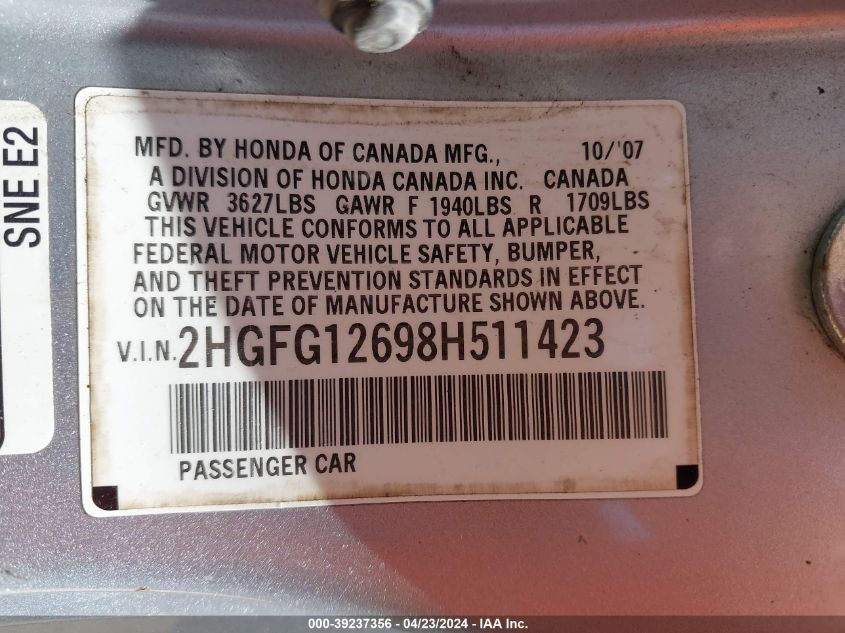 SNE E2
MFD. BY HONDA OF CANADA MFG., 10/'07
A DIVISION OF HONDA CANADA INC. CANADA
GVWR 3627LBS GAWR F 1940LBS R 1709LBS
THIS VEHICLE CONFORMS TO ALL APPLICABLE
FEDERAL MOTOR VEHICLE SAFETY, BUMPER,
AND THEFT PREVENTION STANDARDS IN EFFECT
ON THE DATE OF MANUFACTURE SHOWN ABOVE.
V.I.N. 2HGFG12698H511423
PASSENGER CAR
000-39237356 - 04/23/2024 - IAA Inc.